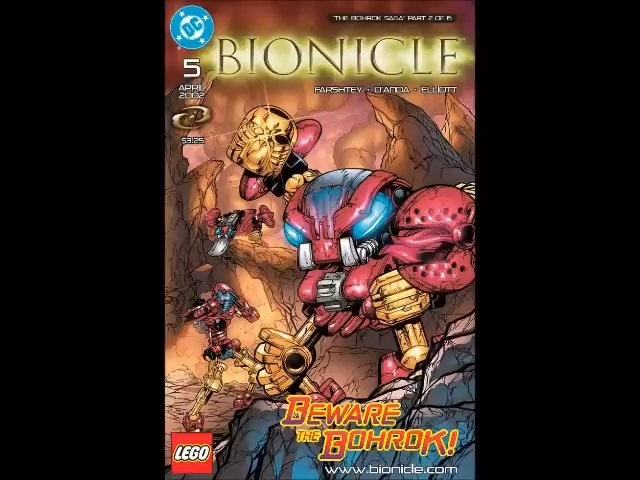 DC
"THE BOHROK SAGA" PART 2 OF 6
BIONICLE
5
APRIL
2002
FARSHTEY • D'ANDA • ELLIOTT
$3.25
BEWARE
THE BOHROK!
LEGO
www.bionicle.com